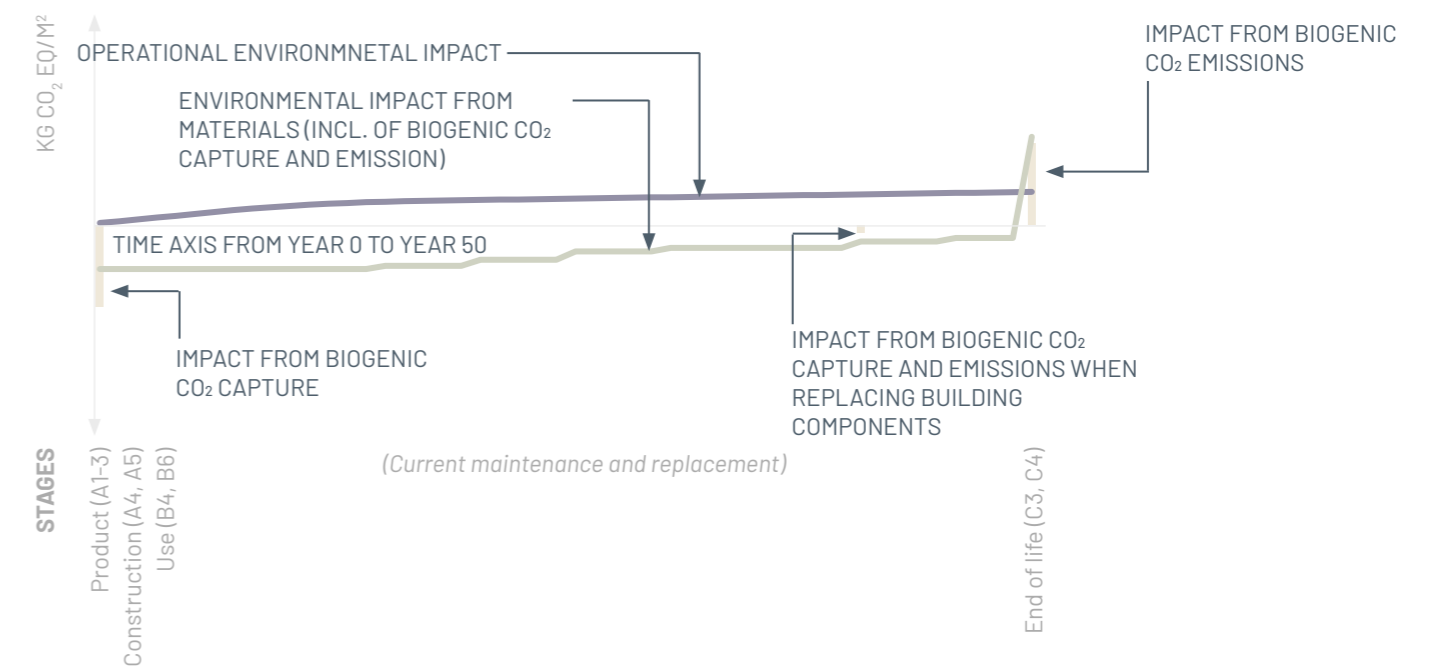 KG CO₂ EQ/M²
OPERATIONAL ENVIRONMNETAL IMPACT
ENVIRONMENTAL IMPACT FROM
MATERIALS (INCL. OF BIOGENIC CO₂
CAPTURE AND EMISSION)
IMPACT FROM BIOGENIC
CO₂ EMISSIONS
TIME AXIS FROM YEAR 0 TO YEAR 50
IMPACT FROM BIOGENIC
CO₂ CAPTURE
IMPACT FROM BIOGENIC CO₂
CAPTURE AND EMISSIONS WHEN
REPLACING BUILDING
COMPONENTS
STAGES
Product (A1-3)
Construction (A4, A5)
Use (B4, B6)
(Current maintenance and replacement)
End of life (C3, C4)